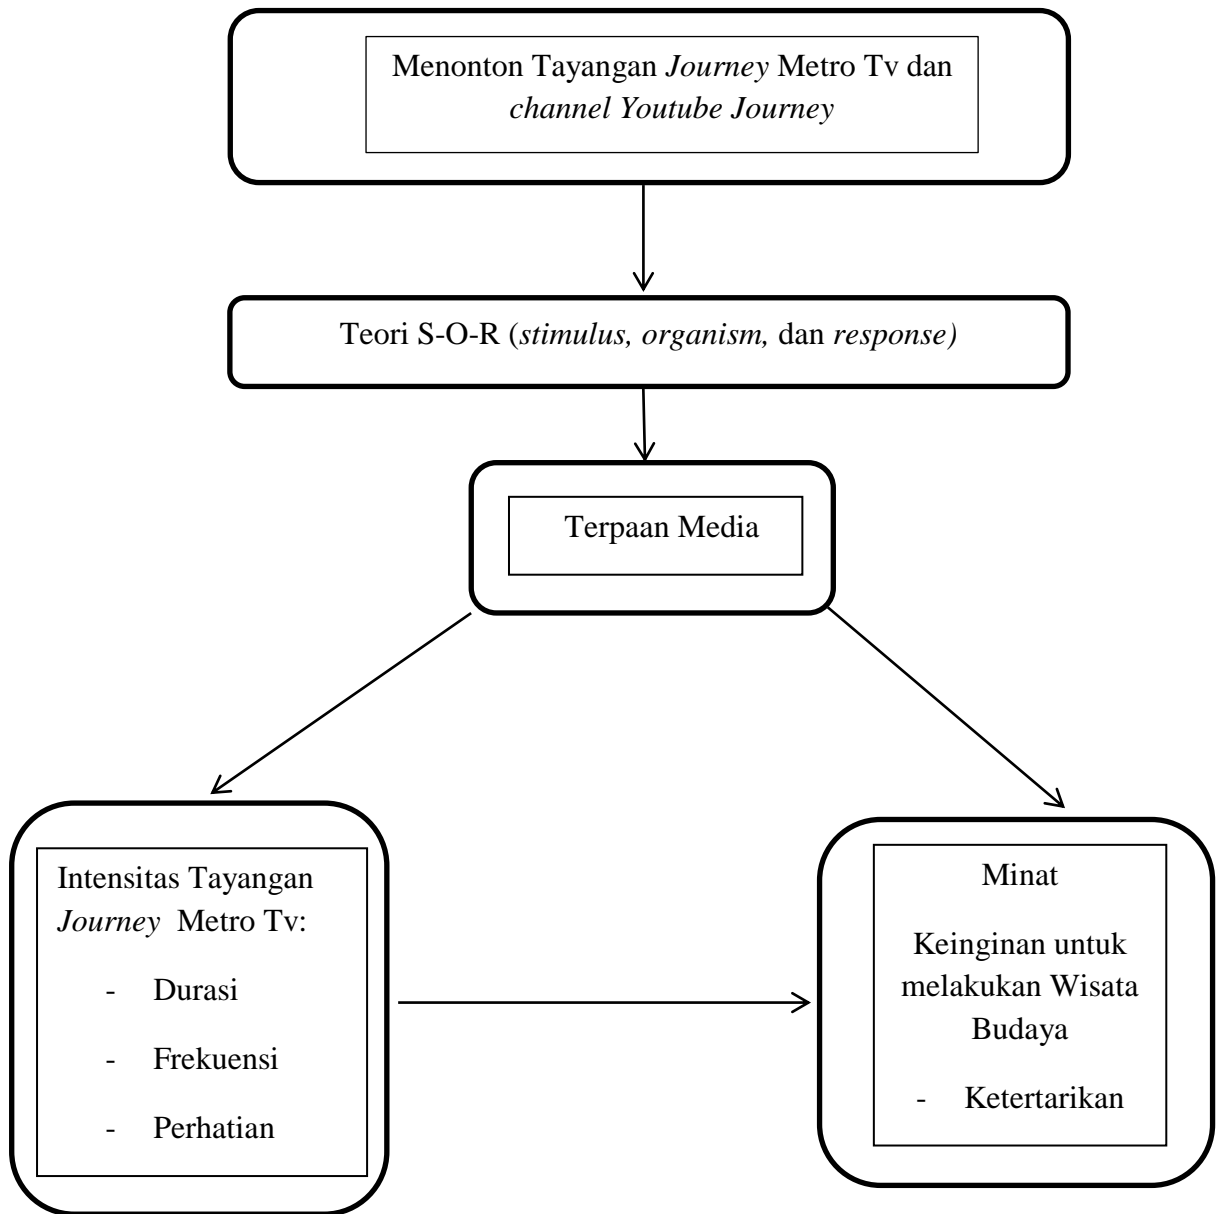 Menonton Tayangan Journey Metro Tv dan
channel Youtube Journey
Teori S-O-R (stimulus, organism, dan response)
Terpaan Media
Intensitas Tayangan
Journey Metro Tv:
- Durasi
- Frekuensi
- Perhatian
Minat
Keinginan untuk
melakukan Wisata
Budaya
- Ketertarikan